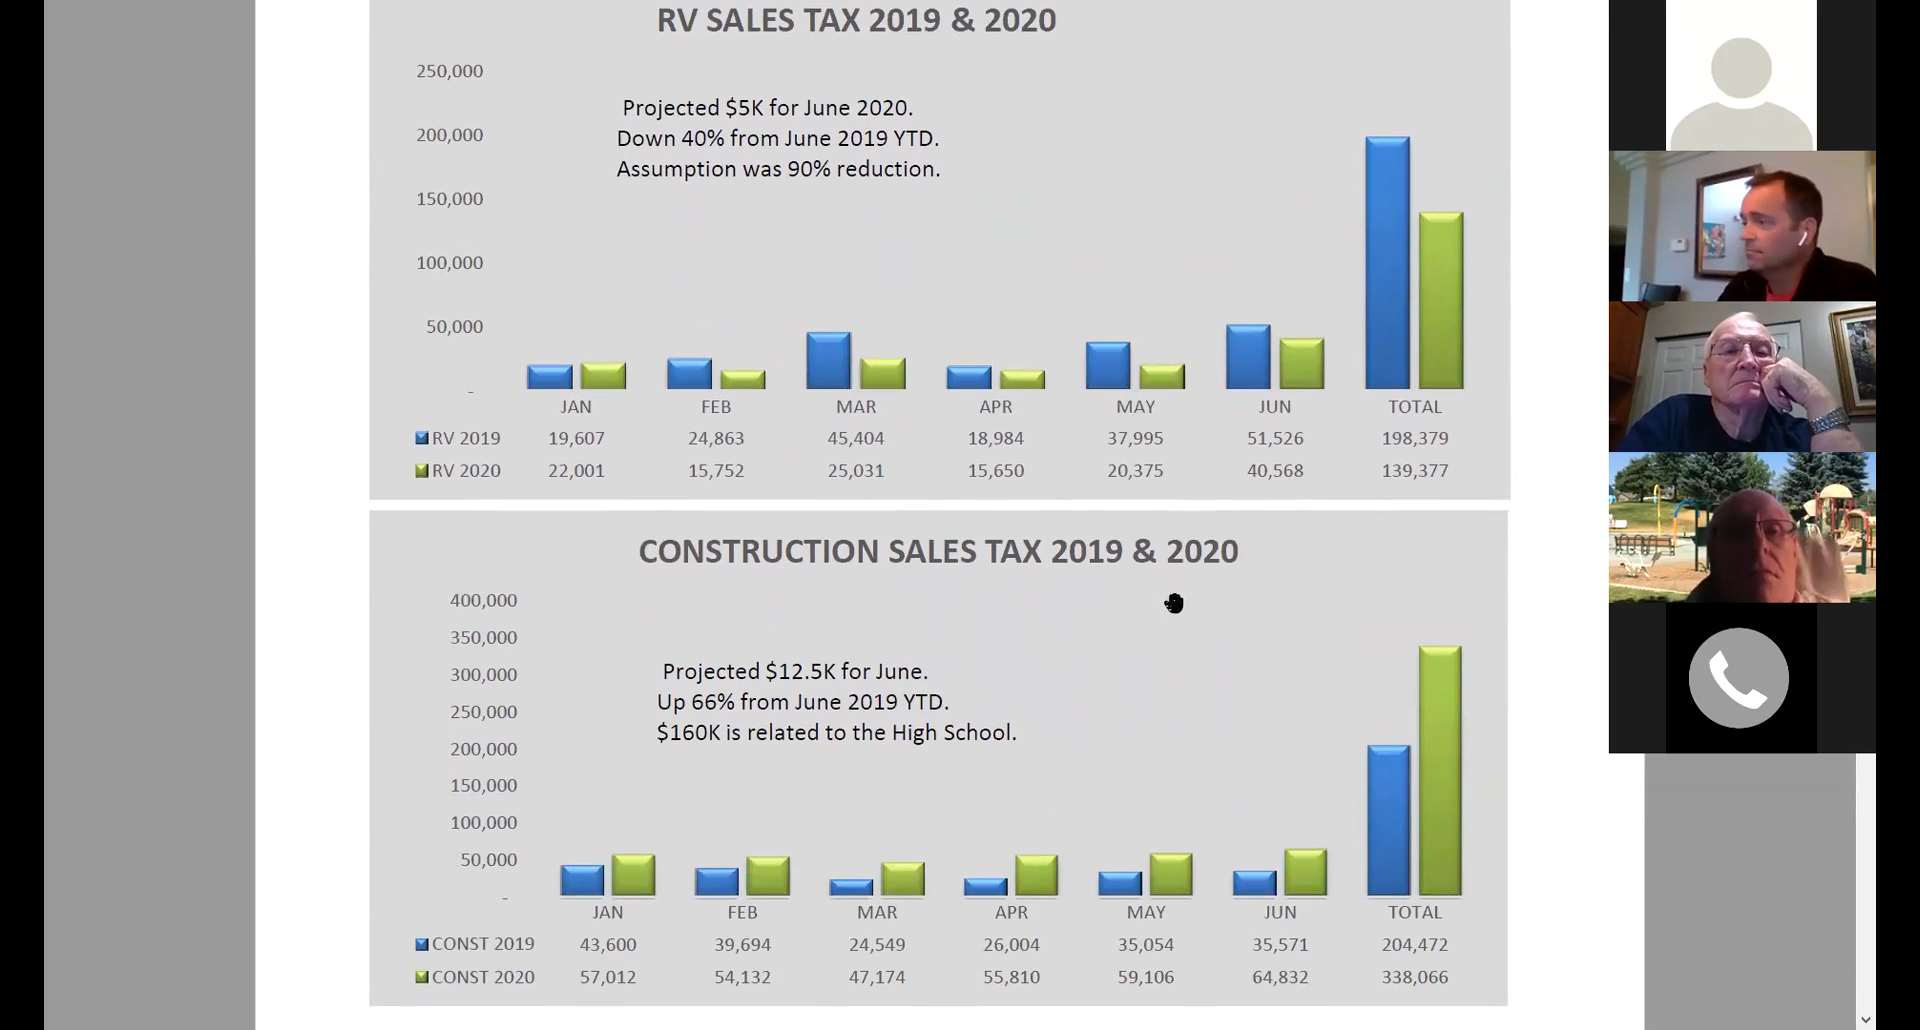 RV SALES TAX 2019 & 2020
250,000
200,000
150,000
100,000
50,000
-
Projected $5K for June 2020.
Down 40% from June 2019 YTD.
Assumption was 90% reduction.
JAN FEB MAR APR MAY JUN TOTAL
RV 2019 19,607 24,863 45,404 18,984 37,995 51,526 198,379
RV 2020 22,001 15,752 25,031 15,650 20,375 40,568 139,377
CONSTRUCTION SALES TAX 2019 & 2020
400,000
350,000
300,000
250,000
200,000
150,000
100,000
50,000
-
Projected $12.5K for June.
Up 66% from June 2019 YTD.
$160K is related to the High School.
JAN FEB MAR APR MAY JUN TOTAL
CONST 2019 43,600 39,694 24,549 26,004 35,054 35,571 204,472
CONST 2020 57,012 54,132 47,174 55,810 59,106 64,832 338,066